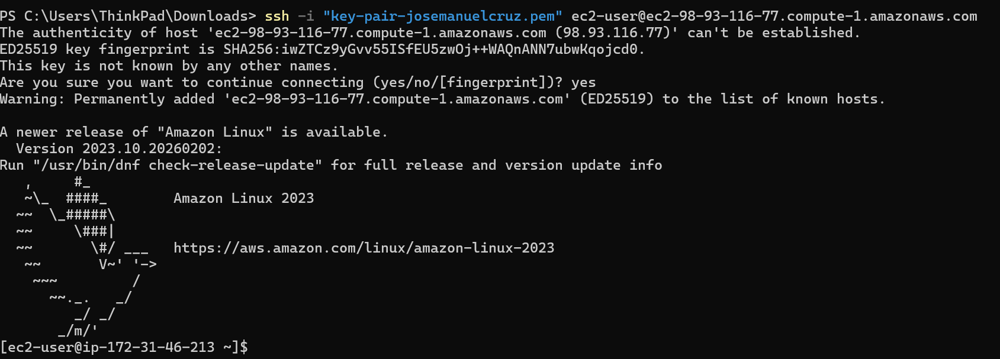 PS C:\Users\ThinkPad\Downloads> ssh -i "key-pair-josemanuelcruz.pem" ec2-user@ec2-98-93-116-77.compute-1.amazonaws.com
The authenticity of host 'ec2-98-93-116-77.compute-1.amazonaws.com (98.93.116.77)' can't be established.
ED25519 key fingerprint is SHA256:iwZTCz9yGvv55ISfEU5zwOj++WAQnANN7ubwKqojcd0.
This key is not known by any other names.
Are you sure you want to continue connecting (yes/no/[fingerprint])? yes
Warning: Permanently added 'ec2-98-93-116-77.compute-1.amazonaws.com' (ED25519) to the list of known hosts.

A newer release of "Amazon Linux" is available.
  Version 2023.10.20260202:
Run "/usr/bin/dnf check-release-update" for full release and version update info
   ,     #_
   ~\_  ####_        Amazon Linux 2023
  ~~  \_#####\
  ~~     \###|
  ~~       \#/ ___   https://aws.amazon.com/linux/amazon-linux-2023
   ~~       V~' '->
    ~~~         /
      ~~._.   _/
         _/ _/
       _/m/'
[ec2-user@ip-172-31-46-213 ~]$